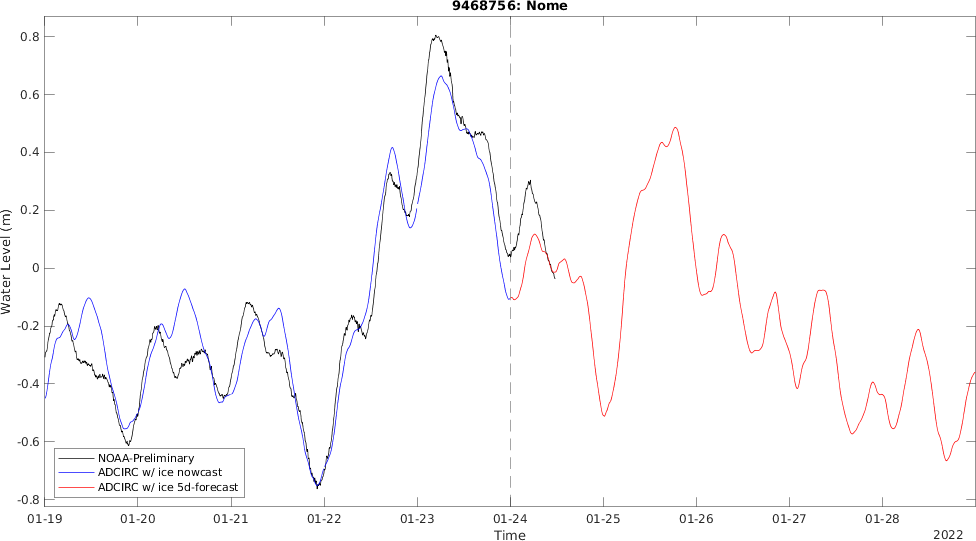 9468756: Nome
0.8
0.6
0.4
0.2
0
-0.2
-0.4
-0.6
-0.8
Water Level (m)
NOAA-Preliminary
ADCIRC w/ ice nowcast
ADCIRC w/ ice 5d-forecast
01-19 01-20 01-21 01-22 01-23 01-24 01-25 01-26 01-27 01-28
Time
2022